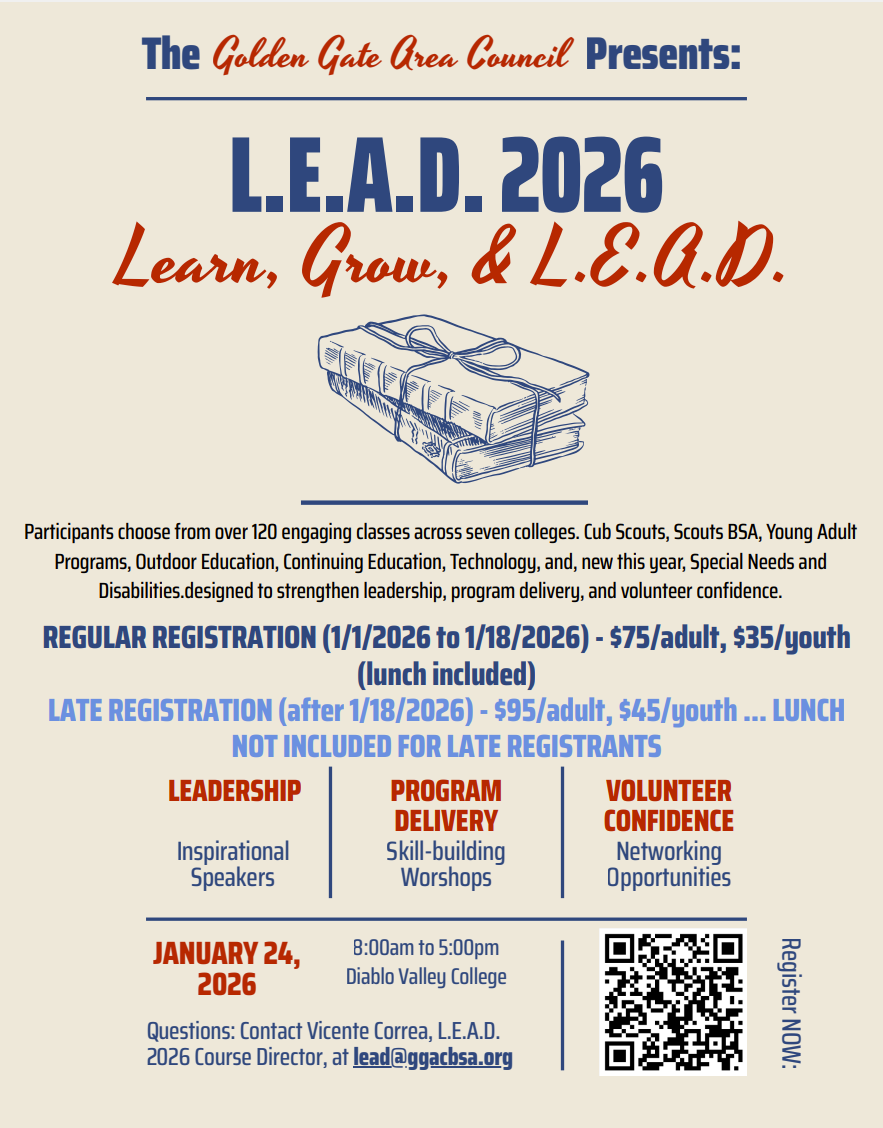 The Golden Gate Area Council Presents:
L.E.A.D. 2026
Learn, Grow, & L.E.A.D.
Participants choose from over 120 engaging classes across seven colleges. Cub Scouts, Scouts BSA, Young Adult
Programs, Outdoor Education, Continuing Education, Technology, and, new this year, Special Needs and
Disabilities.designed to strengthen leadership, program delivery, and volunteer confidence.
REGULAR REGISTRATION (1/1/2026 to 1/18/2026) - $75/adult, $35/youth
(lunch included)
LATE REGISTRATION (after 1/18/2026) - $95/adult, $45/youth ... LUNCH
NOT INCLUDED FOR LATE REGISTRANTS
LEADERSHIP
Inspirational
Speakers
PROGRAM
DELIVERY
Skill-building
Worshops
VOLUNTEER
CONFIDENCE
Networking
Opportunities
JANUARY 24,
2026
8:00am to 5:00pm
Diablo Valley College
Questions: Contact Vicente Correa, L.E.A.D.
2026 Course Director, at lead@ggacbsa.org
Register NOW: